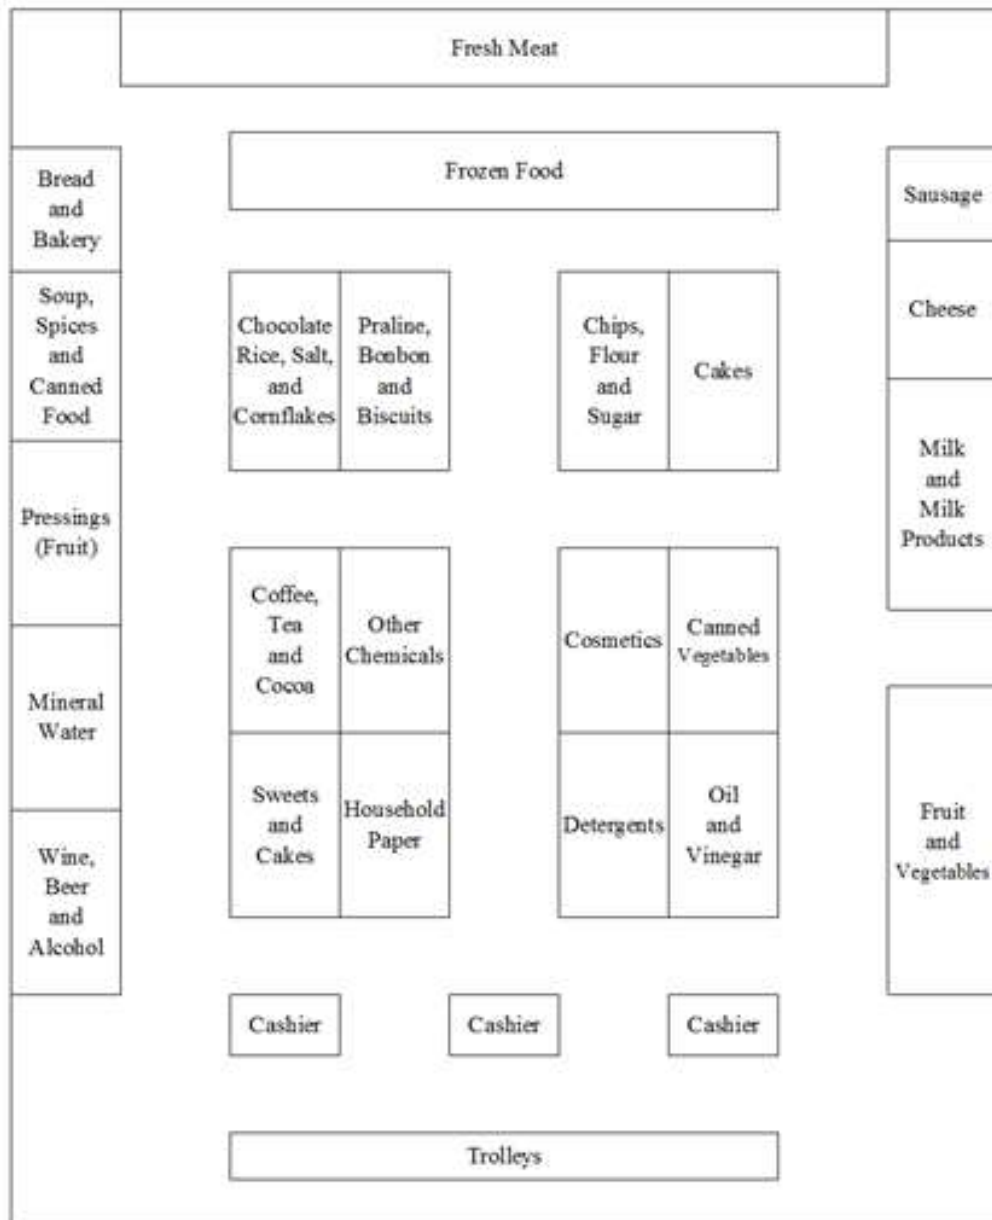 Fresh Meat
Frozen Food
Bread
and
Bakery
Soup,
Spices
and
Canned
Food
Pressings
(Fruit)
Mineral
Water
Wine,
Beer
and
Alcohol
Chocolate
Rice, Salt,
and
Cornflakes
Praline,
Bonbon
and
Biscuits
Chips,
Flour
and
Sugar
Cakes
Sausage
Cheese
Milk
and
Milk
Products
Coffee,
Tea
and
Cocoa
Other
Chemicals
Cosmetics
Canned
Vegetables
Sweets
and
Cakes
Household
Paper
Detergents
Oil
and
Vinegar
Fruit
and
Vegetables
Cashier
Cashier
Cashier
Trolleys